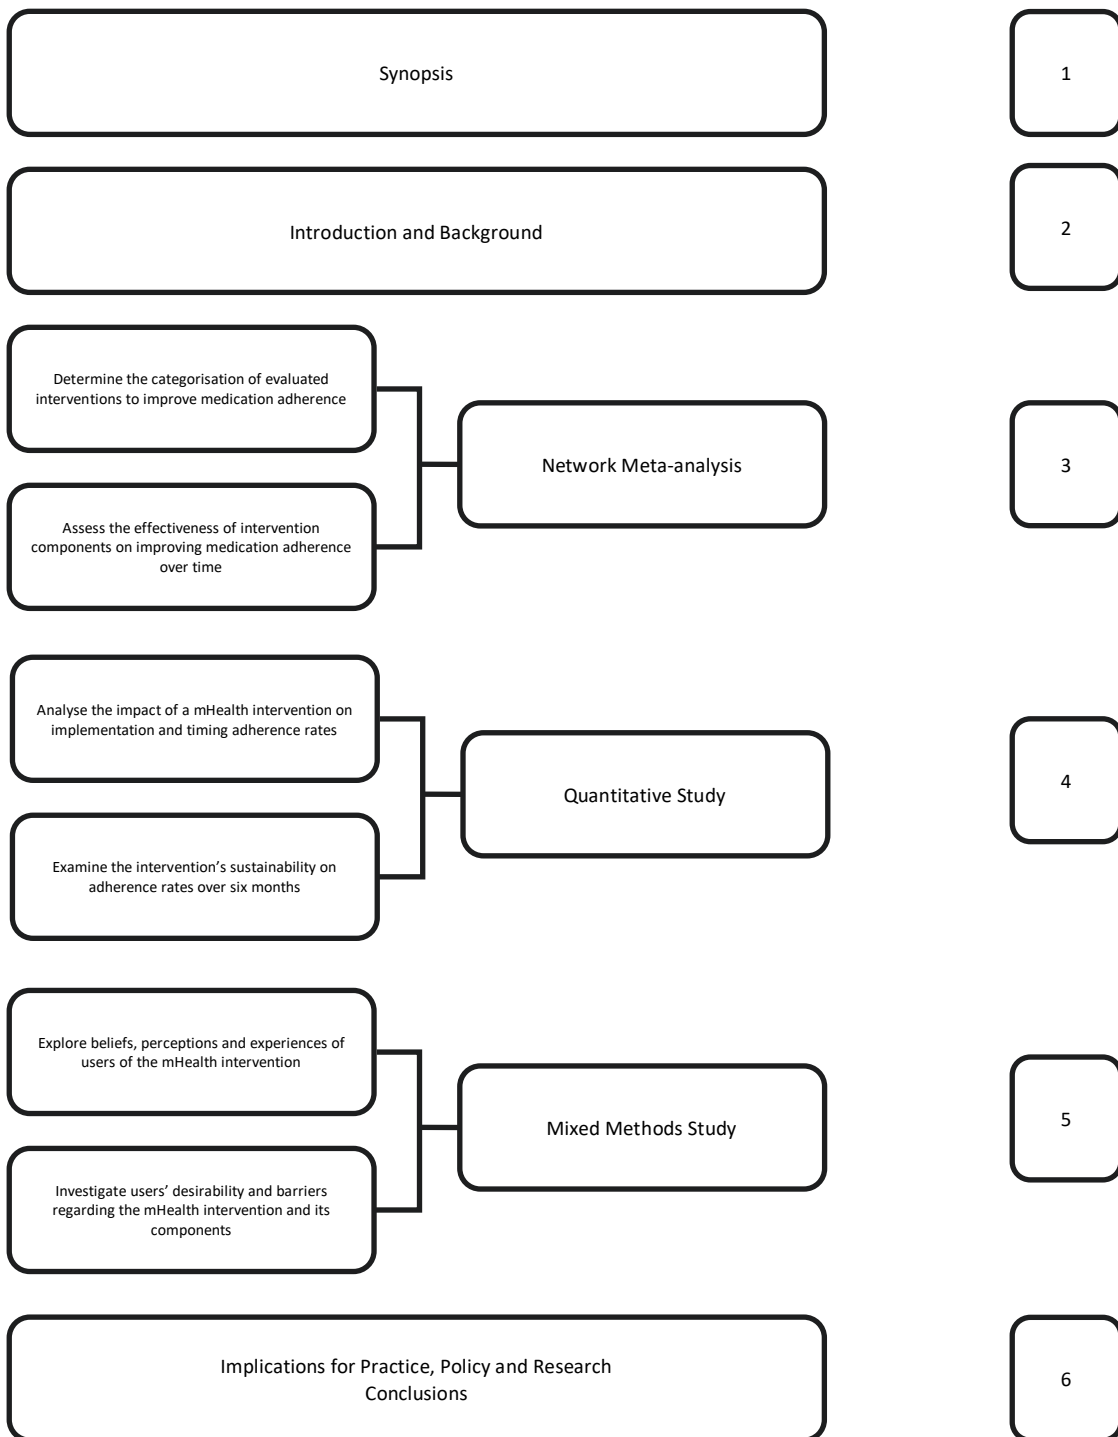 Synopsis
1
Introduction and Background
2
Determine the categorisation of evaluated
interventions to improve medication adherence
Assess the effectiveness of intervention
components on improving medication adherence
over time
Network Meta-analysis
3
Analyse the impact of a mHealth intervention on
implementation and timing adherence rates
Examine the intervention’s sustainability on
adherence rates over six months
Quantitative Study
4
Explore beliefs, perceptions and experiences of
users of the mHealth intervention
Investigate users’ desirability and barriers
regarding the mHealth intervention and its
components
Mixed Methods Study
5
Implications for Practice, Policy and Research
Conclusions
6